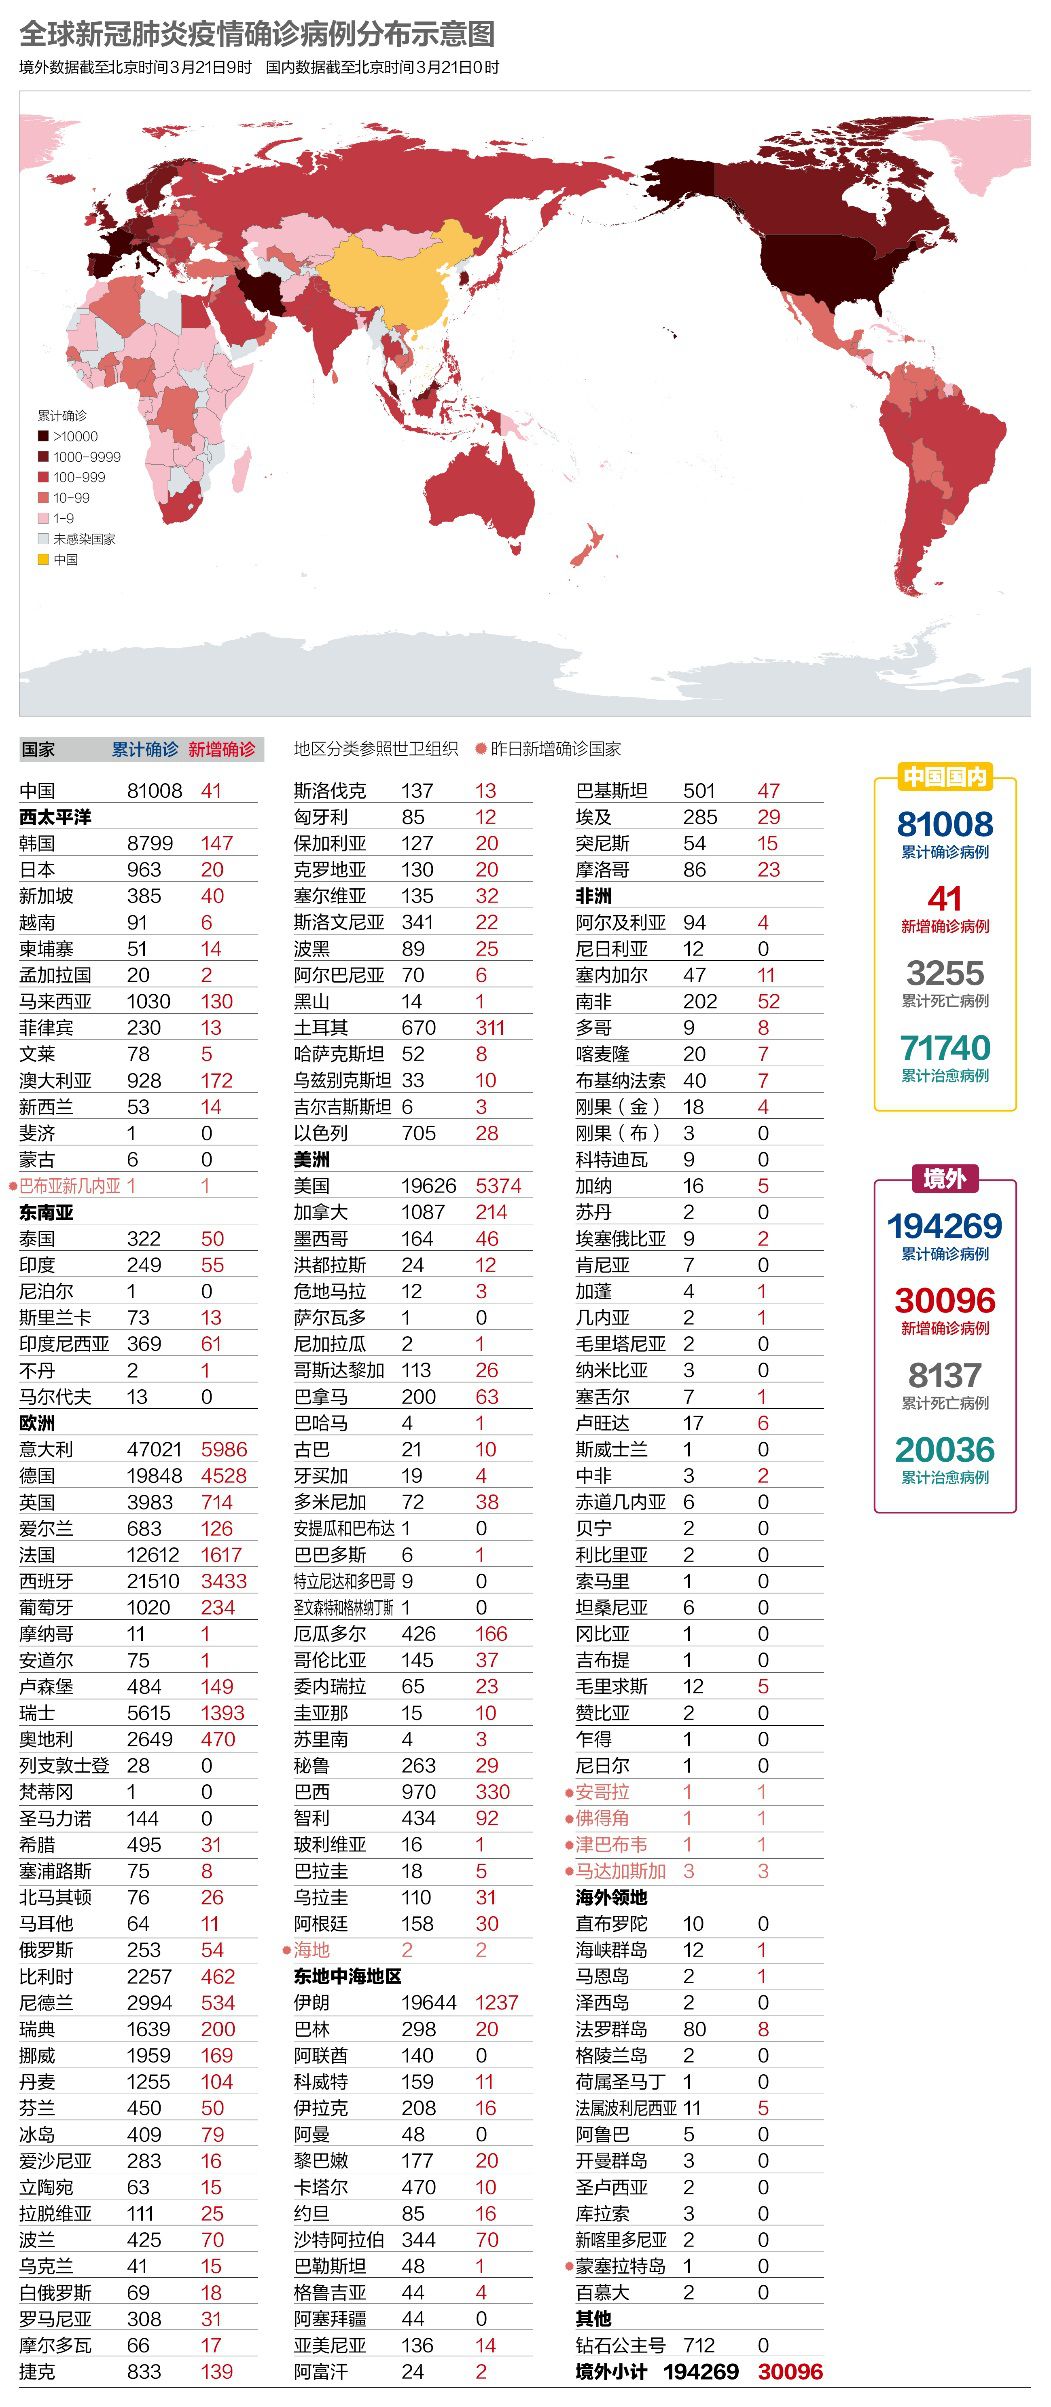 全球新冠肺炎疫情确诊病例分布示意图
境外数据截至北京时间3月21日9时 国内数据截至北京时间3月21日0时
累计确诊
>10000
1000-9999
100-999
10-99
1-9
未感染国家
中国
国家 累计确诊 新增确诊
中国 81008 41
西太平洋
韩国 8799 147
日本 963 20
新加坡 385 40
越南 91 6
柬埔寨 51 14
孟加拉国 20 2
马来西亚 1030 130
菲律宾 230 13
文莱 78 5
澳大利亚 928 172
新西兰 53 14
斐济 1 0
蒙古 6 0
巴布亚新几内亚 1 1
东南亚
泰国 322 50
印度 249 55
尼泊尔 1 0
斯里兰卡 73 13
印度尼西亚 369 61
不丹 2 1
马尔代夫 13 0
欧洲
意大利 47021 5986
德国 19848 4528
英国 3983 714
爱尔兰 683 126
法国 12612 1617
西班牙 21510 3433
葡萄牙 1020 234
摩纳哥 11 1
安道尔 75 1
卢森堡 484 149
瑞士 5615 1393
奥地利 2649 470
列支敦士登 28 0
梵蒂冈 1 0
圣马力诺 144 0
希腊 495 31
塞浦路斯 75 8
北马其顿 76 26
马耳他 64 11
俄罗斯 253 54
比利时 2257 462
尼德兰 2994 534
瑞典 1639 200
挪威 1959 169
丹麦 1255 104
芬兰 450 50
冰岛 409 79
爱沙尼亚 283 16
立陶宛 63 15
拉脱维亚 111 25
波兰 425 70
乌克兰 41 15
白俄罗斯 69 18
罗马尼亚 308 31
摩尔多瓦 66 17
捷克 833 139
地区分类参照世卫组织 昨日新增确诊国家
斯洛伐克 137 13
匈牙利 85 12
保加利亚 127 20
克罗地亚 130 20
塞尔维亚 135 32
斯洛文尼亚 341 22
波黑 89 25
阿尔巴尼亚 70 6
黑山 14 1
土耳其 670 311
哈萨克斯坦 52 8
乌兹别克斯坦 33 10
吉尔吉斯斯坦 6 3
以色列 705 28
美洲
美国 19626 5374
加拿大 1087 214
墨西哥 164 46
洪都拉斯 24 12
危地马拉 12 3
萨尔瓦多 1 0
尼加拉瓜 2 1
哥斯达黎加 113 26
巴拿马 200 63
巴哈马 4 1
古巴 21 10
牙买加 19 4
多米尼加 72 38
安提瓜和巴布达 1 0
巴巴多斯 6 1
特立尼达和多巴哥 9 0
圣文森特和格林纳丁斯 1 0
厄瓜多尔 426 166
哥伦比亚 145 37
委内瑞拉 65 23
圭亚那 15 10
苏里南 4 3
秘鲁 263 29
巴西 970 330
智利 434 92
玻利维亚 16 1
巴拉圭 18 5
乌拉圭 110 31
阿根廷 158 30
海地 2 2
东地中海地区
伊朗 19644 1237
巴林 298 20
阿联酋 140 0
科威特 159 11
伊拉克 208 16
阿曼 48 0
黎巴嫩 177 20
卡塔尔 470 10
约旦 85 16
沙特阿拉伯 344 70
巴勒斯坦 48 1
格鲁吉亚 44 4
阿塞拜疆 44 0
亚美尼亚 136 14
阿富汗 24 2
巴基斯坦 501 47
埃及 285 29
突尼斯 54 15
摩洛哥 86 23
非洲
阿尔及利亚 94 4
尼日利亚 12 0
塞内加尔 47 11
南非 202 52
多哥 9 8
喀麦隆 20 7
布基纳法索 40 7
刚果（金） 18 4
刚果（布） 3 0
科特迪瓦 9 0
加纳 16 5
苏丹 2 0
埃塞俄比亚 9 2
肯尼亚 7 0
加蓬 4 1
几内亚 2 1
毛里塔尼亚 2 0
纳米比亚 3 0
塞舌尔 7 1
卢旺达 17 6
斯威士兰 1 0
中非 3 2
赤道几内亚 6 0
贝宁 2 0
利比里亚 2 0
索马里 1 0
坦桑尼亚 6 0
冈比亚 1 0
吉布提 1 0
毛里求斯 12 5
赞比亚 2 0
乍得 1 0
尼日尔 1 0
安哥拉 1 1
佛得角 1 1
津巴布韦 1 1
马达加斯加 3 3
海外领地
直布罗陀 10 0
海峡群岛 12 1
马恩岛 2 1
泽西岛 2 0
法罗群岛 80 8
格陵兰岛 2 0
荷属圣马丁 1 0
法属波利尼西亚 11 5
阿鲁巴 5 0
开曼群岛 3 0
圣卢西亚 2 0
库拉索 3 0
新喀里多尼亚 2 0
蒙塞拉特岛 1 0
百慕大 2 0
其他
钻石公主号 712 0
境外小计 194269 30096
中国国内
81008
累计确诊病例
41
新增确诊病例
3255
累计死亡病例
71740
累计治愈病例
境外
194269
累计确诊病例
30096
新增确诊病例
8137
累计死亡病例
20036
累计治愈病例